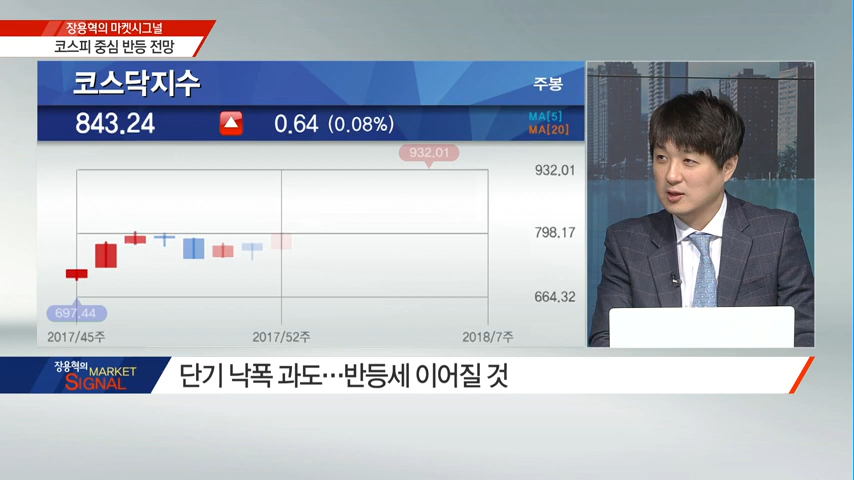 장용혁의 마켓시그널
코스피 중심 반등 전망
코스닥지수
주봉
843.24
0.64 (0.08%)
MA[5]
MA[20]
932.01
932.01
798.17
664.32
697.44
2017/45주
2017/52주
2018/7주
장용혁의
MARKET
SIGNAL
단기 낙폭 과도…반등세 이어질 것